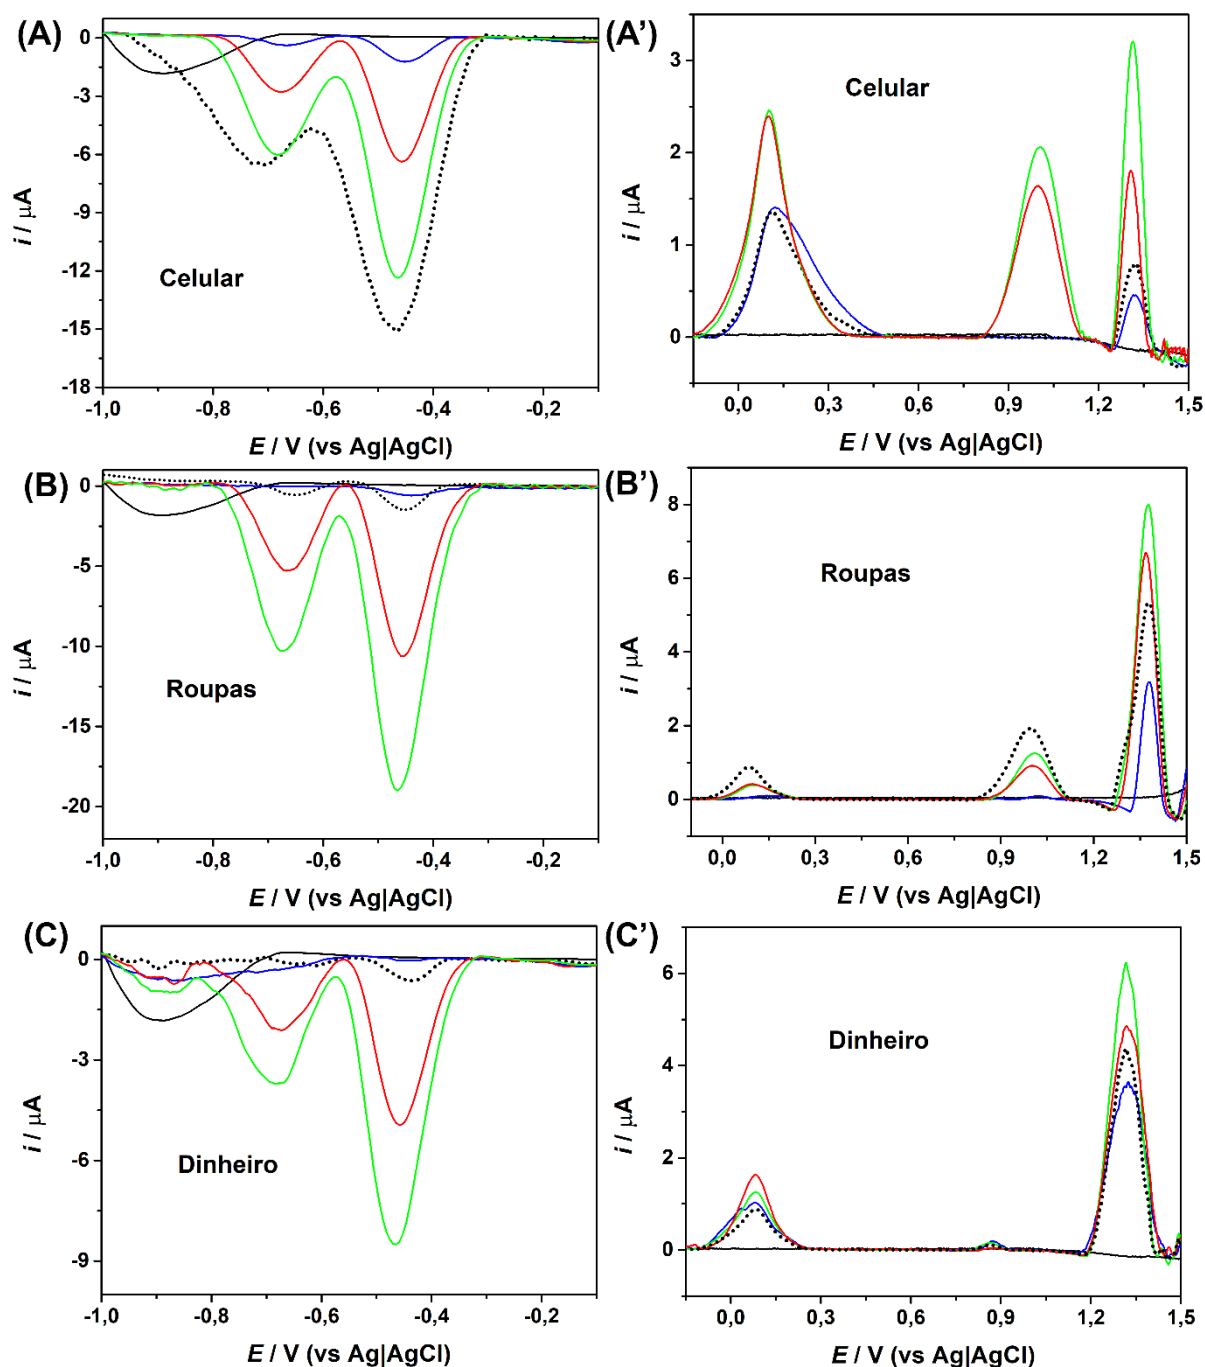 (A)
0
-3
-6
-9
-12
-15
-18
i / μA
Celular
-1,0
-0,8
-0,6
-0,4
-0,2
E / V (vs Ag|AgCl)
(A')
3
2
1
0
i / μA
Celular
0,0
0,3
0,6
0,9
1,2
1,5
E / V (vs Ag|AgCl)
(B)
0
-5
-10
-15
-20
i / μA
Roupas
-1,0
-0,8
-0,6
-0,4
-0,2
E / V (vs Ag|AgCl)
(B')
8
6
4
2
0
i / μA
Roupas
0,0
0,3
0,6
0,9
1,2
1,5
E / V (vs Ag|AgCl)
(C)
0
-3
-6
-9
i / μA
Dinheiro
-1,0
-0,8
-0,6
-0,4
-0,2
E / V (vs Ag|AgCl)
(C')
6
4
2
0
i / μA
Dinheiro
0,0
0,3
0,6
0,9
1,2
1,5
E / V (vs Ag|AgCl)